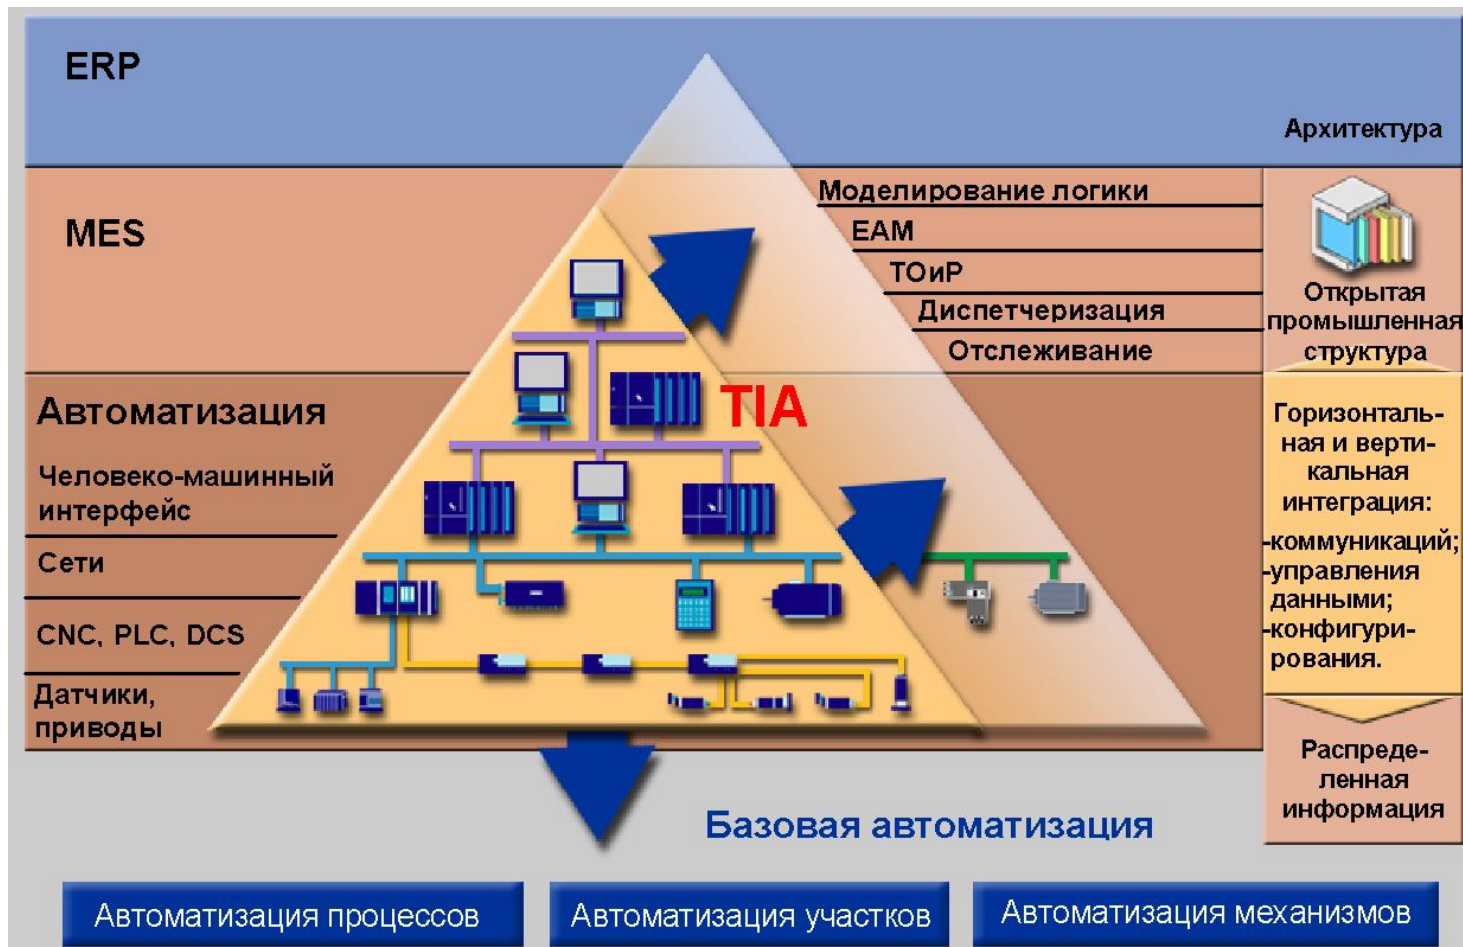 ERP
MES
Автоматизация
Человеко-машинный
интерфейс
Сети
CNC, PLC, DCS
Датчики,
приводы
TIA
Моделирование логики
EAM
ТОиР
Диспетчеризация
Отслеживание
Архитектура
Открытая
промышленная
структура
Горизонталь-
ная и верти-
кальная
интеграция:
-коммуникаций;
-управления
данными;
-конфигури-
рования.
Распреде-
ленная
информация
Базовая автоматизация
Автоматизация процессов
Автоматизация участков
Автоматизация механизмов